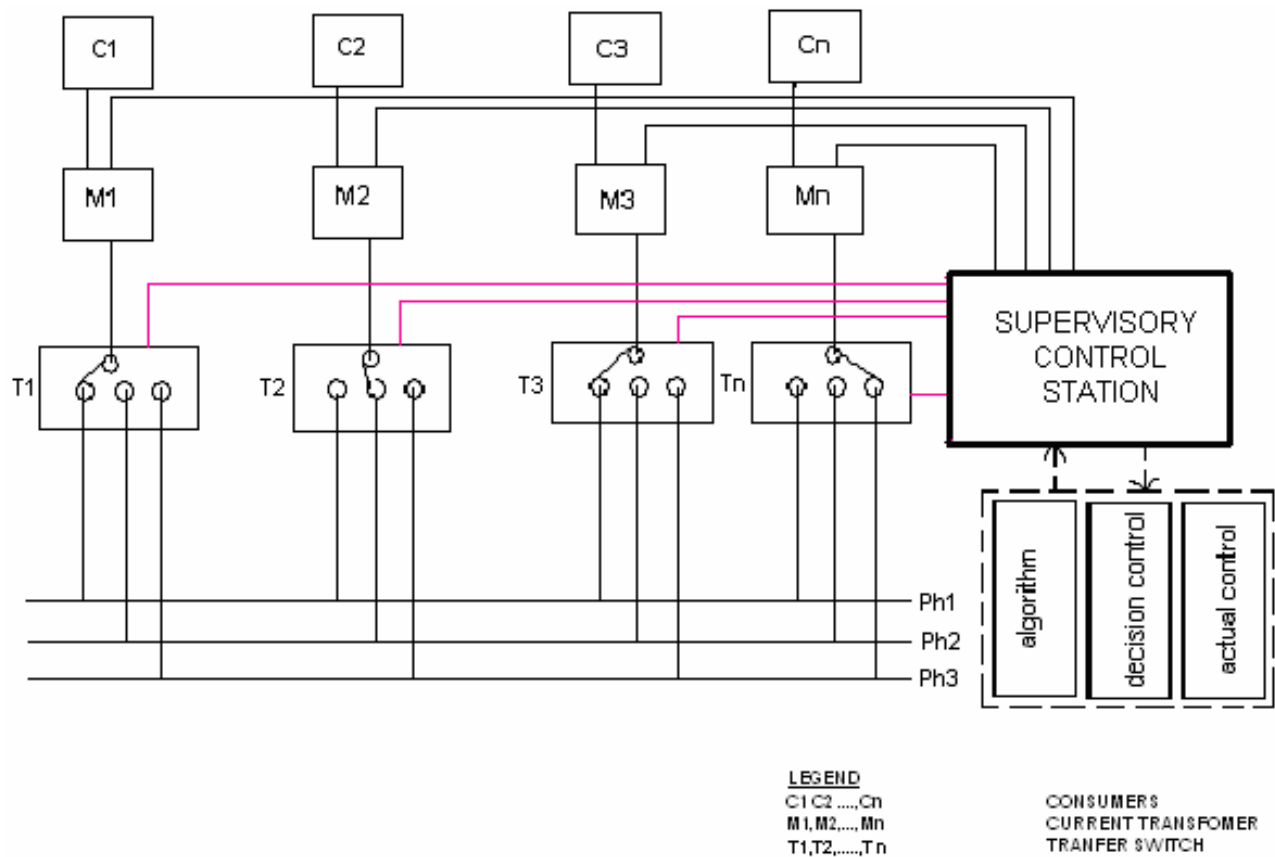 C1
C2
C3
Cn
M1
M2
M3
Mn
SUPERVISORY
CONTROL
STATION
T1
T2
T3
Tn
Ph1
Ph2
Ph3
algorithm
decision control
actual control
LEGEND
C1 C2 ....,Cn CONSUMERS
M1,M2,...,Mn CURRENT TRANSFOMER
T1,T2,.....,Tn TRANFER SWITCH